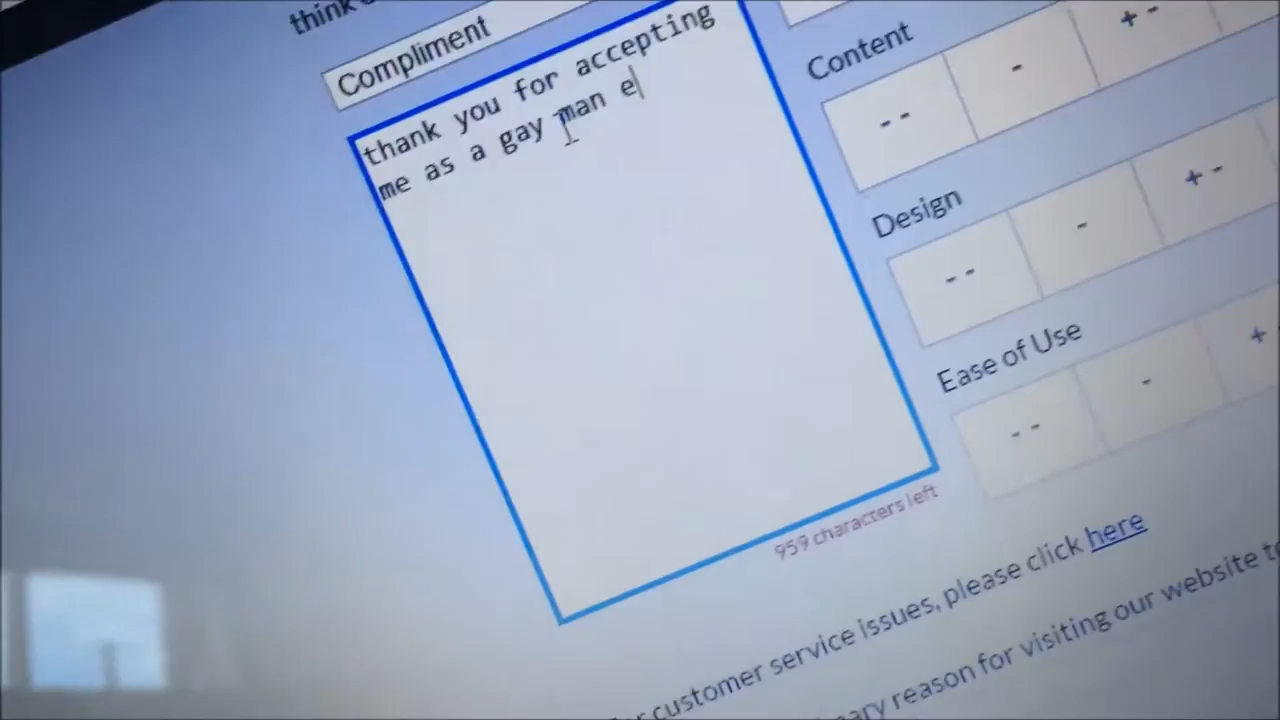 think
Compliment
thank you for accepting
me as a gay man e
959 characters left
Content
-- - +-
Design
-- - +-
Ease of Use
-- - +
customer service issues, please click here
reason for visiting our website